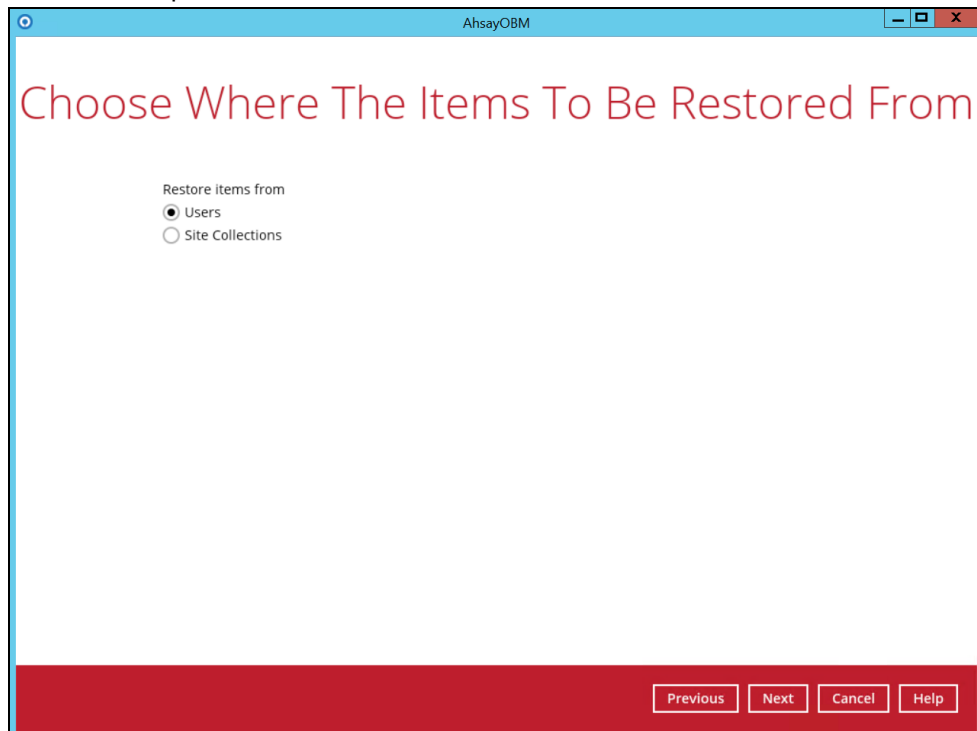 AhsayOBM
Choose Where The Items To Be Restored From
Restore items from
Users
Site Collections
Previous Next Cancel Help